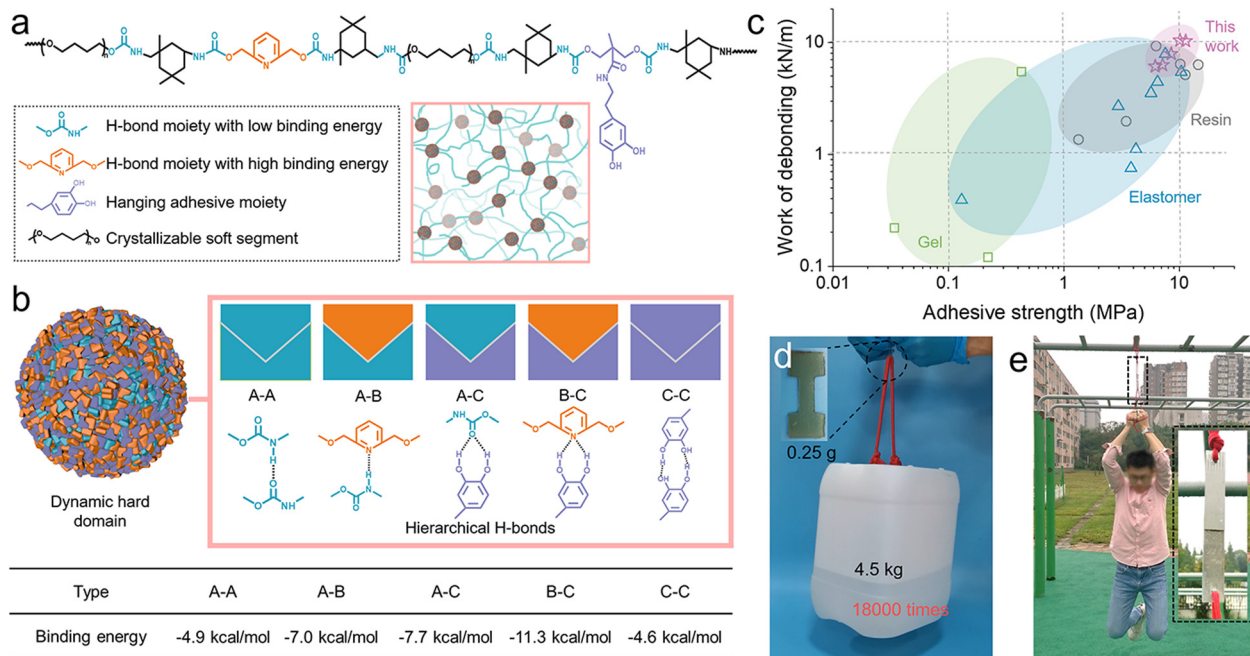 a
H-bond moiety with low binding energy
H-bond moiety with high binding energy
Hanging adhesive moiety
Crystallizable soft segment
b
Dynamic hard
domain
A-A A-B A-C B-C C-C
Hierarchical H-bonds
Type A-A A-B A-C B-C C-C
Binding energy -4.9 kcal/mol -7.0 kcal/mol -7.7 kcal/mol -11.3 kcal/mol -4.6 kcal/mol
c
Work of debonding (kN/m)
10
1
0.1
This
work
Resin
Elastomer
Gel
0.01 0.1 1 10
Adhesive strength (MPa)
d
0.25 g
4.5 kg
18000 times
e